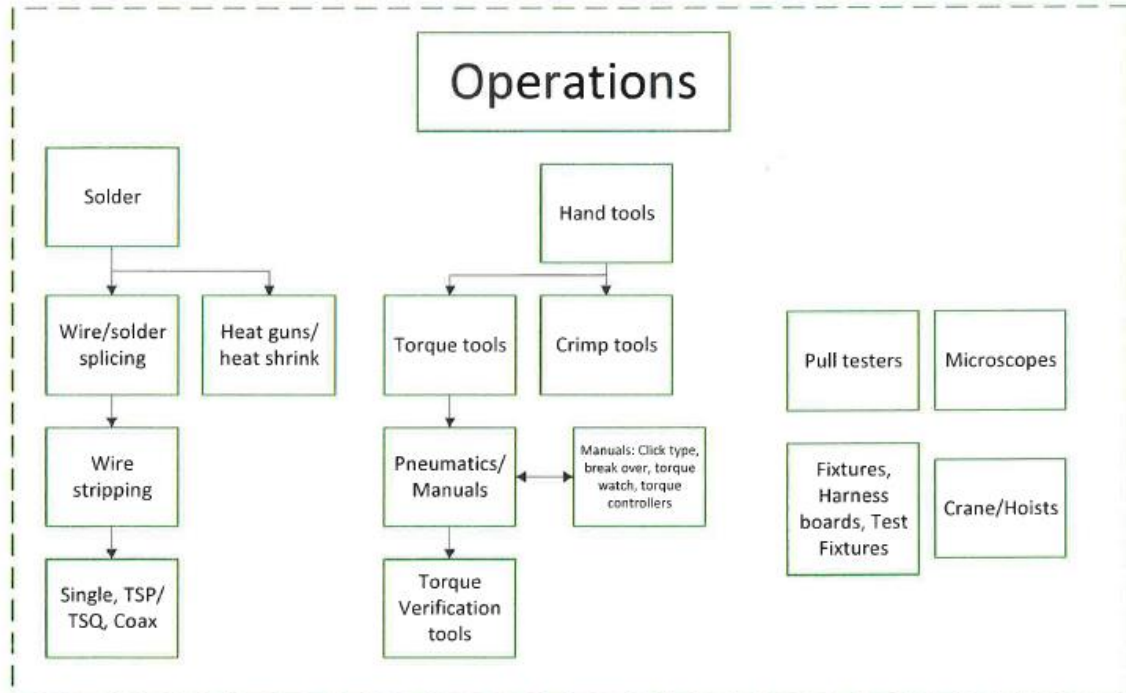 Operations
Solder
Hand tools
Wire/solder
splicing
Heat guns/
heat shrink
Torque tools
Crimp tools
Pull testers
Microscopes
Wire
stripping
Pneumatics/
Manuals
Manuals: Click type,
break over, torque
watch, torque
controllers
Fixtures,
Harness
boards, Test
Fixtures
Crane/Hoists
Single, TSP/
TSQ, Coax
Torque
Verification
tools